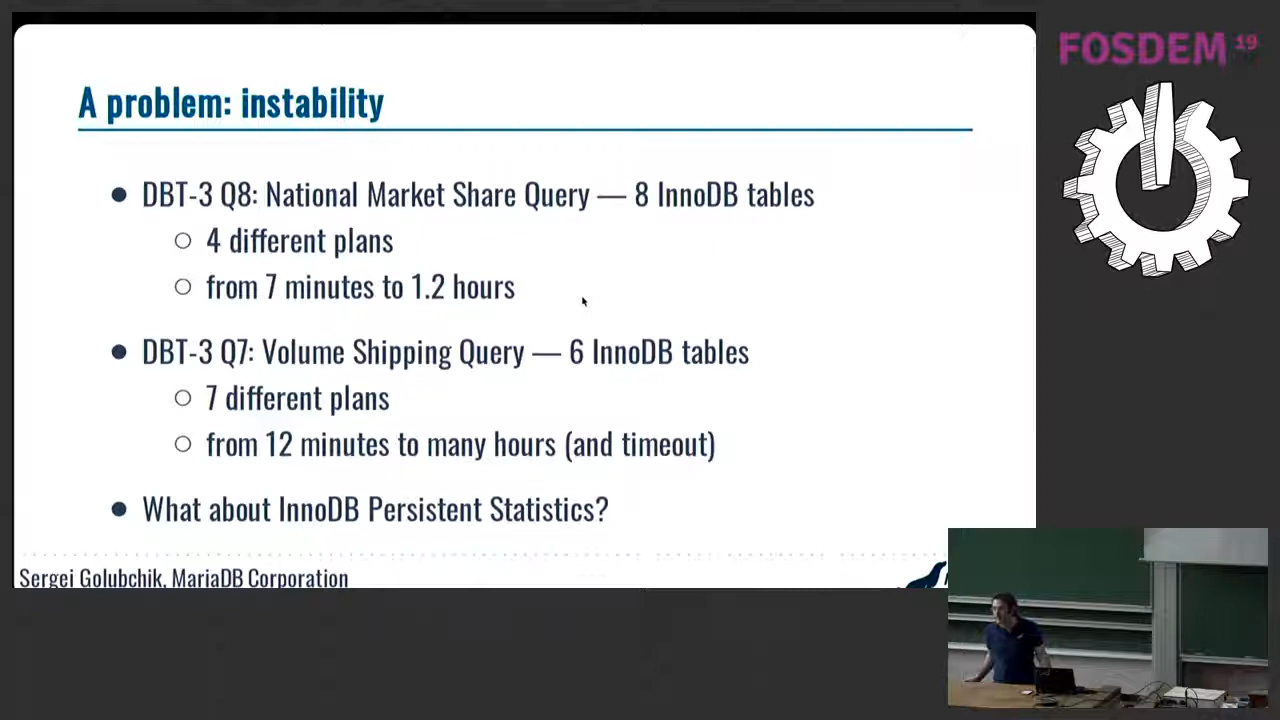 FOSDEM 19
A problem: instability
DBT-3 Q8: National Market Share Query — 8 InnoDB tables
4 different plans
from 7 minutes to 1.2 hours
DBT-3 Q7: Volume Shipping Query — 6 InnoDB tables
7 different plans
from 12 minutes to many hours (and timeout)
What about InnoDB Persistent Statistics?
Sergei Golubchik, MariaDB Corporation